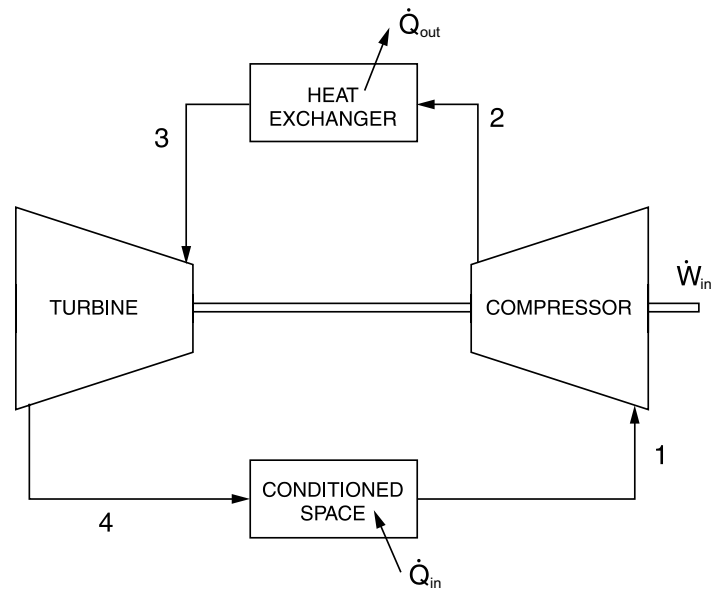 Q̇out
HEAT
EXCHANGER
3
2
TURBINE
COMPRESSOR
Ẇin
1
CONDITIONED
SPACE
4
Q̇in